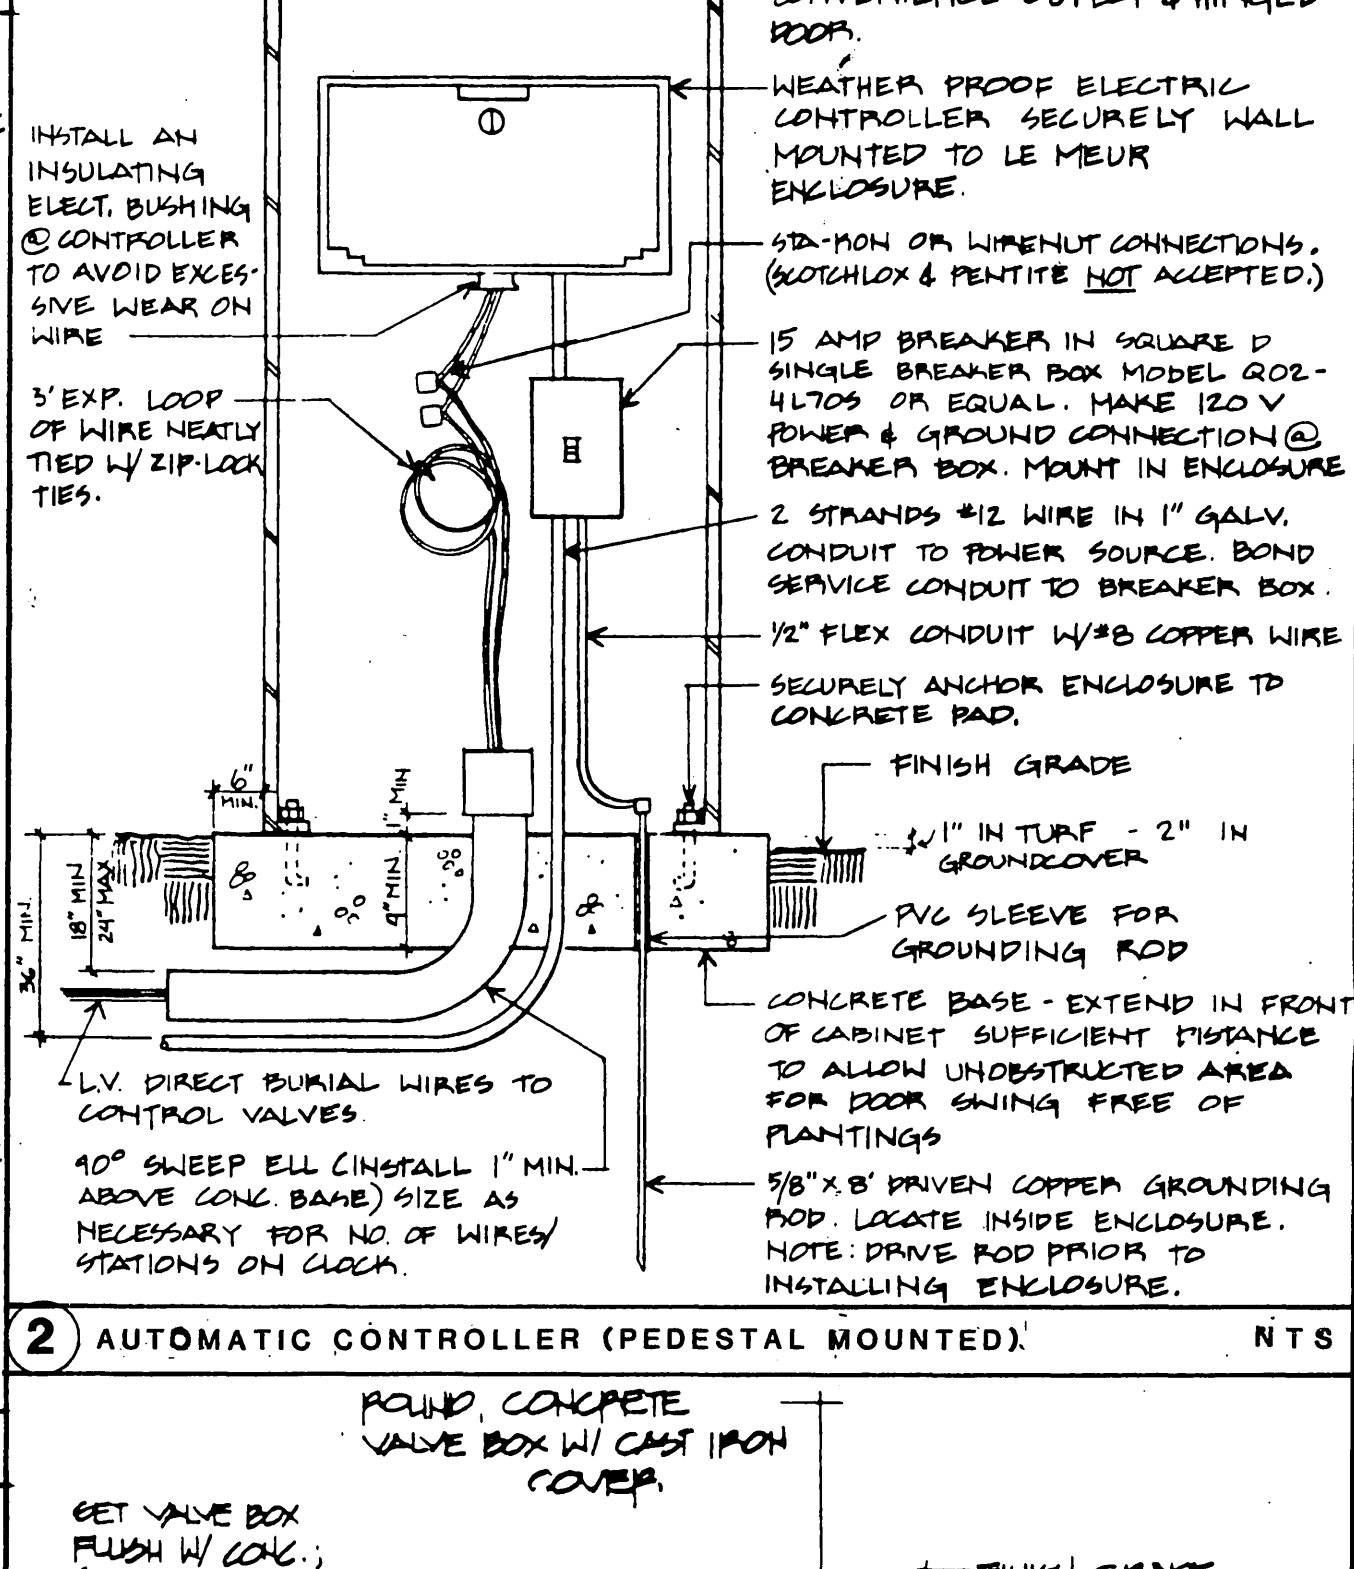 CONVENIENCE OUTLET & HINGED
DOOR.
WEATHER PROOF ELECTRIC
CONTROLLER SECURELY WALL
MOUNTED TO LE MEUR
ENCLOSURE.
STA-KON OR WIRENUT CONNECTIONS.
(SCOTCHLOX & PENTITE NOT ACCEPTED.)
15 AMP BREAKER IN SQUARE D
SINGLE BREAKER BOX MODEL QO2-
4L70S OR EQUAL. MAKE 120 V
POWER & GROUND CONNECTION @
BREAKER BOX. MOUNT IN ENCLOSURE
2 STRANDS #12 WIRE IN 1" GALV.
CONDUIT TO POWER SOURCE. BOND
SERVICE CONDUIT TO BREAKER BOX.
1/2" FLEX CONDUIT W/#8 COPPER WIRE
SECURELY ANCHOR ENCLOSURE TO
CONCRETE PAD.
FINISH GRADE
1" IN TURF - 2" IN
GROUNDCOVER
PVC SLEEVE FOR
GROUNDING ROD
CONCRETE BASE - EXTEND IN FRONT
OF CABINET SUFFICIENT DISTANCE
TO ALLOW UNOBSTRUCTED AREA
FOR DOOR SWING FREE OF
PLANTINGS
5/8" X 8' DRIVEN COPPER GROUNDING
ROD. LOCATE INSIDE ENCLOSURE.
NOTE: DRIVE ROD PRIOR TO
INSTALLING ENCLOSURE.
INSTALL AN
INSULATING
ELECT. BUSHING
@ CONTROLLER
TO AVOID EXCES-
SIVE WEAR ON
WIRE
3' EXP. LOOP
OF WIRE NEATLY
TIED W/ ZIP-LOCK
TIES.
6"
MIN.
1" MIN
9" MIN
18" MIN
24" MAX
36" MIN.
L.V. DIRECT BURIAL WIRES TO
CONTROL VALVES.
90° SWEEP ELL (INSTALL 1" MIN.
ABOVE CONC. BASE) SIZE AS
NECESSARY FOR NO. OF WIRES/
STATIONS ON CLOCK.
2 AUTOMATIC CONTROLLER (PEDESTAL MOUNTED) NTS
ROUND, CONCRETE
VALVE BOX W/ CAST IRON
COVER.
SET VALVE BOX
FLUSH W/ CONC.;
FINISH GRADE